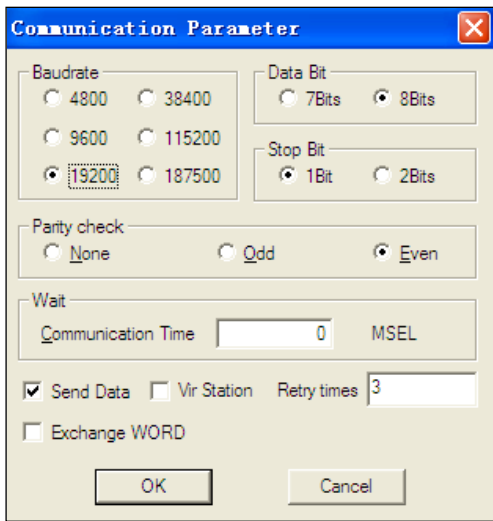 Communication Parameter
Baudrate
4800 38400
9600 115200
19200 187500
Data Bit
7Bits 8Bits
Stop Bit
1Bit 2Bits
Parity check
None Odd Even
Wait
Communication Time 0 MSEL
Send Data Vir Station Retry times 3
Exchange WORD
OK Cancel